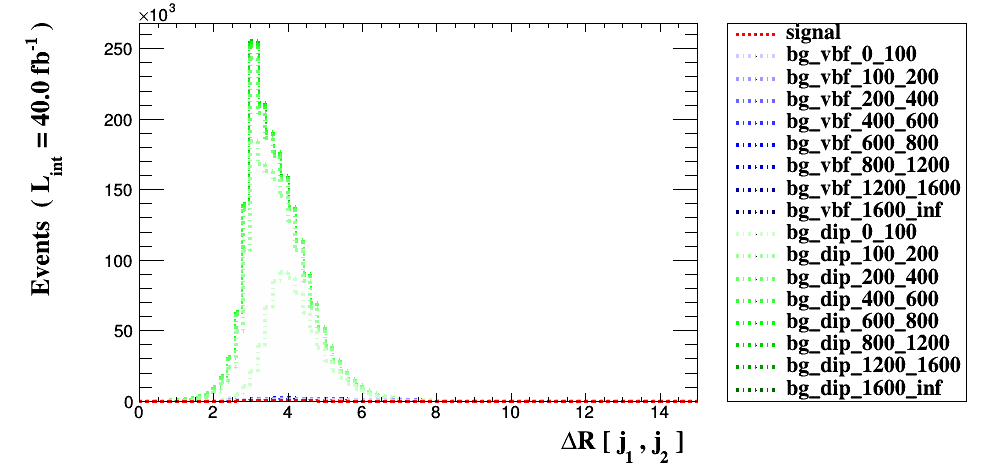 ×10³
Events ( L_int = 40.0 fb⁻¹ )
250
200
150
100
50
0
0 2 4 6 8 10 12 14
ΔR [ j₁ , j₂ ]
signal
bg_vbf_0_100
bg_vbf_100_200
bg_vbf_200_400
bg_vbf_400_600
bg_vbf_600_800
bg_vbf_800_1200
bg_vbf_1200_1600
bg_vbf_1600_inf
bg_dip_0_100
bg_dip_100_200
bg_dip_200_400
bg_dip_400_600
bg_dip_600_800
bg_dip_800_1200
bg_dip_1200_1600
bg_dip_1600_inf